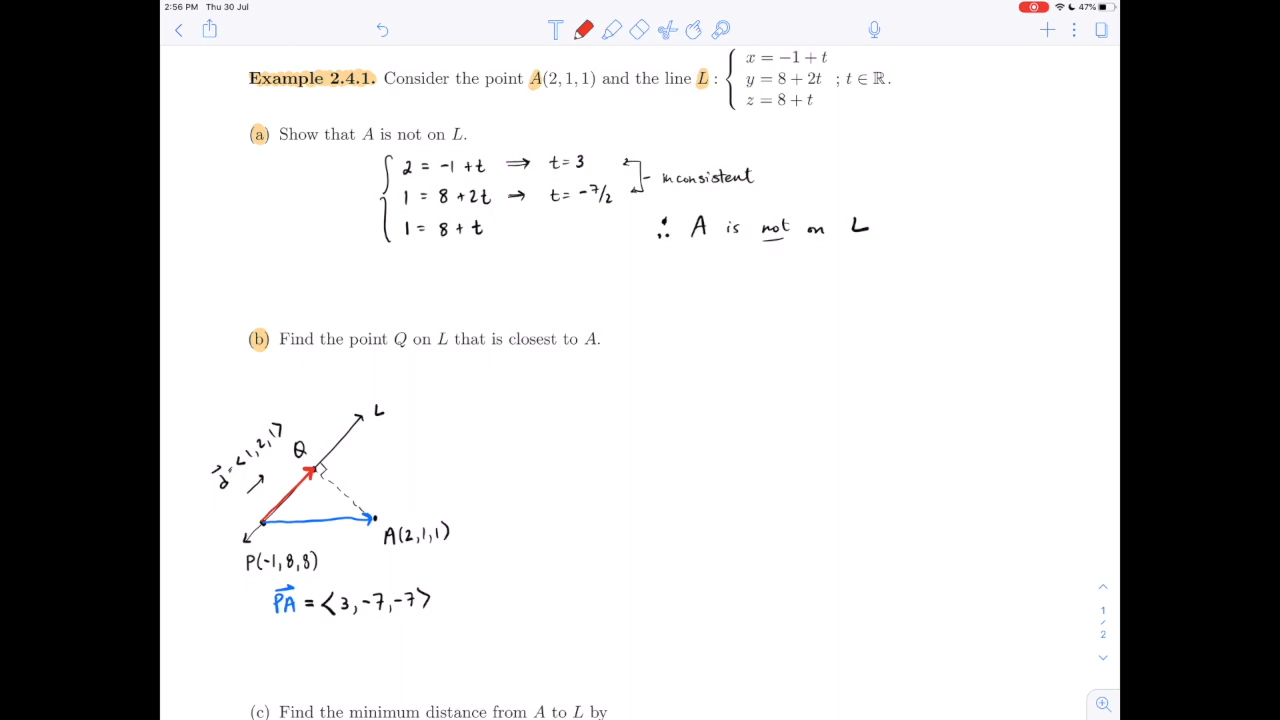 2:56 PM Thu 30 Jul
47%
T
Example 2.4.1. Consider the point A(2, 1, 1) and the line L : { x = −1 + t
y = 8 + 2t ; t ∈ ℝ.
z = 8 + t
(a) Show that A is not on L.
2 = -1 + t ⇒ t = 3
inconsistent
1 = 8 + 2t ⇒ t = -7/2
1 = 8 + t
∴ A is not on L
(b) Find the point Q on L that is closest to A.
L
d = <1, 2, 1>
Q
A(2,1,1)
P(-1, 8, 8)
PA = <3, -7, -7>
1
/
2
(c) Find the minimum distance from A to L by